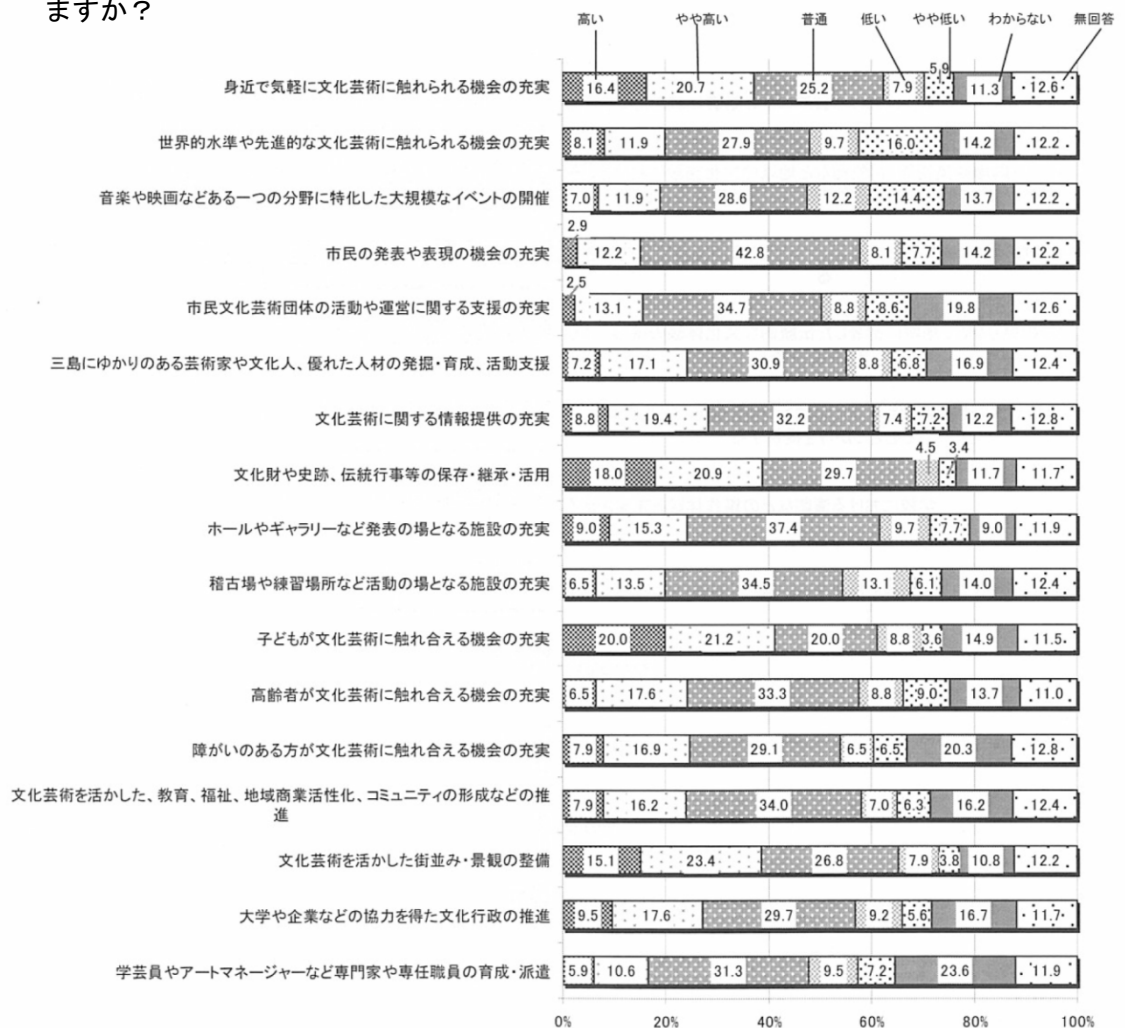 ますか？
高い やや高い 普通 低い やや低い わからない 無回答
身近で気軽に文化芸術に触れられる機会の充実 16.4 20.7 25.2 7.9 5.9 11.3 12.6
世界的水準や先進的な文化芸術に触れられる機会の充実 8.1 11.9 27.9 9.7 16.0 14.2 12.2
音楽や映画などある一つの分野に特化した大規模なイベントの開催 7.0 11.9 28.6 12.2 14.4 13.7 12.2
市民の発表や表現の機会の充実 2.9 12.2 42.8 8.1 7.7 14.2 12.2
市民文化芸術団体の活動や運営に関する支援の充実 2.5 13.1 34.7 8.8 8.6 19.8 12.6
三島にゆかりのある芸術家や文化人、優れた人材の発掘・育成、活動支援 7.2 17.1 30.9 8.8 6.8 16.9 12.4
文化芸術に関する情報提供の充実 8.8 19.4 32.2 7.4 7.2 12.2 12.8
文化財や史跡、伝統行事等の保存・継承・活用 18.0 20.9 29.7 4.5 3.4 11.7 11.7
ホールやギャラリーなど発表の場となる施設の充実 9.0 15.3 37.4 9.7 7.7 9.0 11.9
稽古場や練習場所など活動の場となる施設の充実 6.5 13.5 34.5 13.1 6.1 14.0 12.4
子どもが文化芸術に触れ合える機会の充実 20.0 21.2 20.0 8.8 3.6 14.9 11.5
高齢者が文化芸術に触れ合える機会の充実 6.5 17.6 33.3 8.8 9.0 13.7 11.0
障がいのある方が文化芸術に触れ合える機会の充実 7.9 16.9 29.1 6.5 6.5 20.3 12.8
文化芸術を活かした、教育、福祉、地域商業活性化、コミュニティの形成などの推
進 7.9 16.2 34.0 7.0 6.3 16.2 12.4
文化芸術を活かした街並み・景観の整備 15.1 23.4 26.8 7.9 3.8 10.8 12.2
大学や企業などの協力を得た文化行政の推進 9.5 17.6 29.7 9.2 5.6 16.7 11.7
学芸員やアートマネージャーなど専門家や専任職員の育成・派遣 5.9 10.6 31.3 9.5 7.2 23.6 11.9
0% 20% 40% 60% 80% 100%